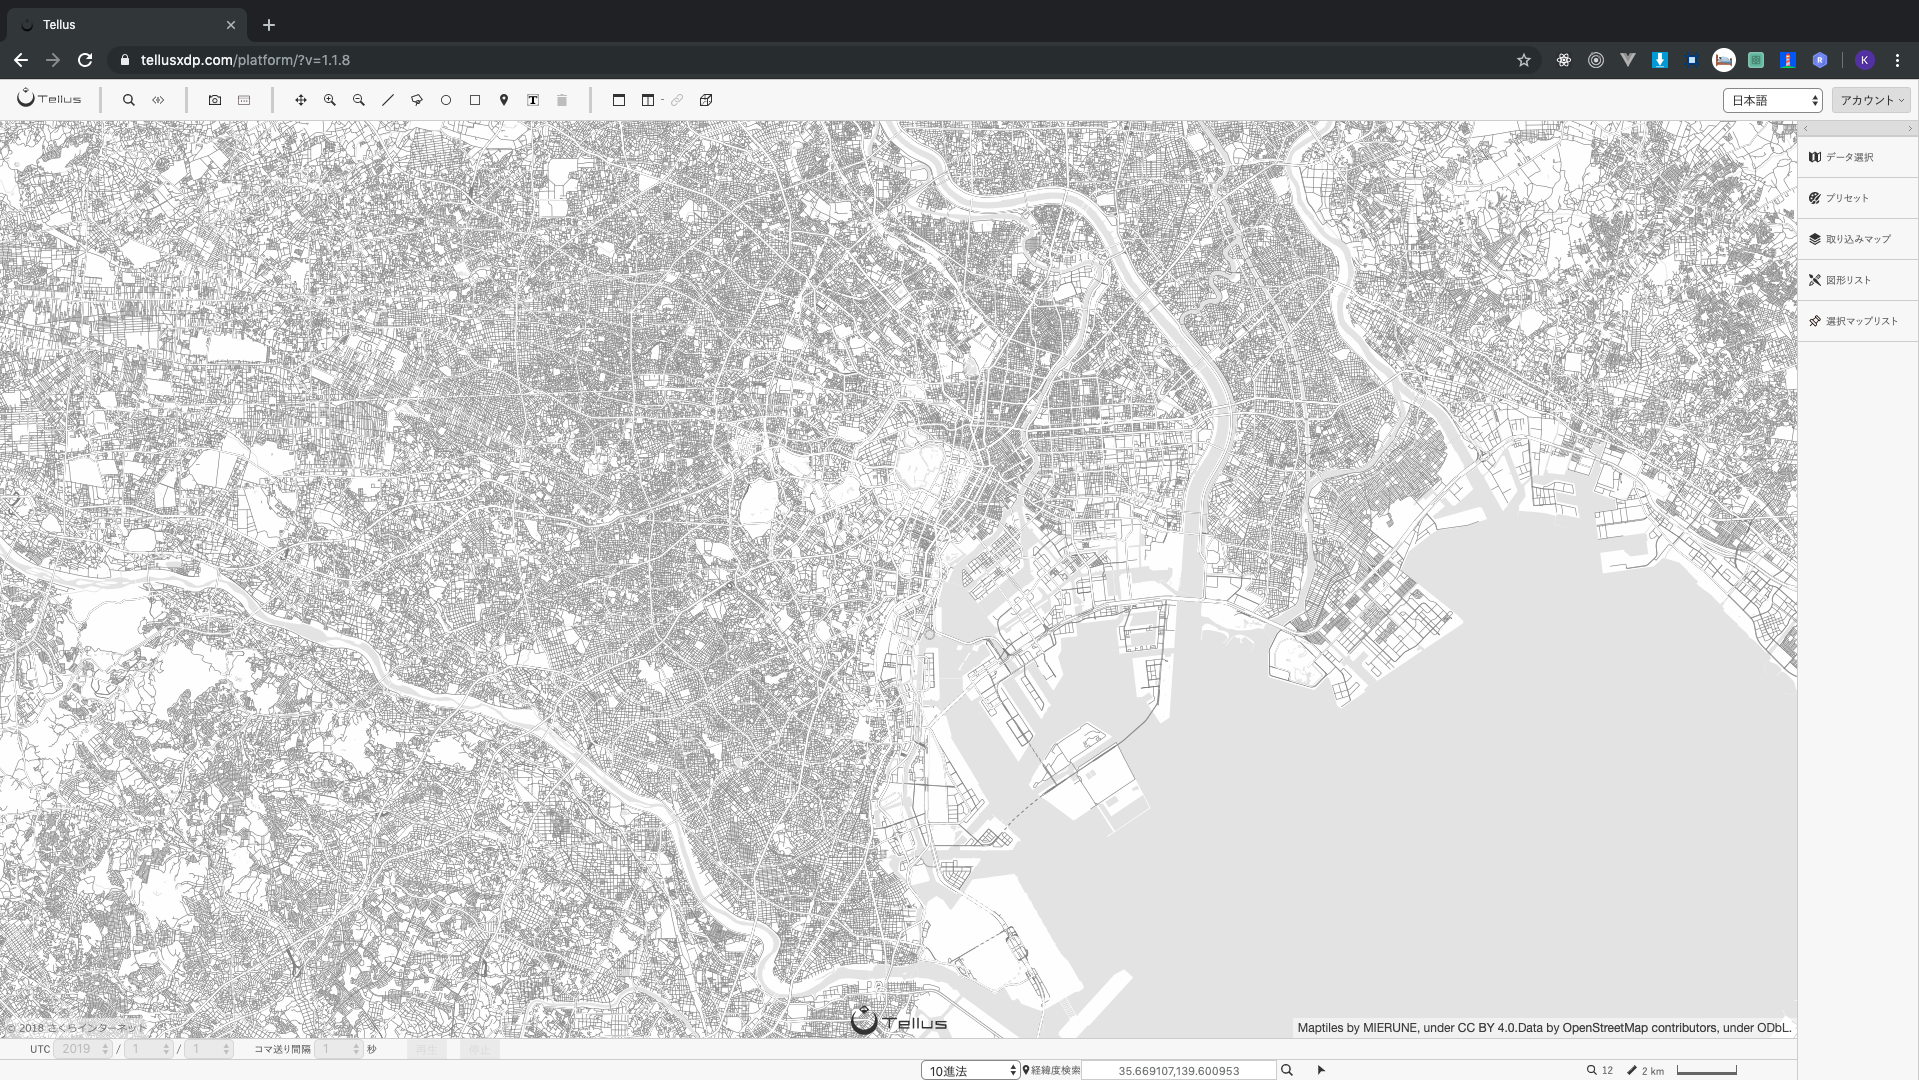 Tellus
tellusxdp.com/platform/?v=1.1.8
K
Tellus
T
日本語
アカウント
データ選択
プリセット
取り込みマップ
図形リスト
選択マップリスト
© 2018 さくらインターネット
Tellus
Maptiles by MIERUNE, under CC BY 4.0.Data by OpenStreetMap contributors, under ODbL.
UTC 2019 / 1 / 1 コマ送り間隔 1 秒 再生 停止
10進法 経緯度検索 35.669107,139.600953 12 2 km